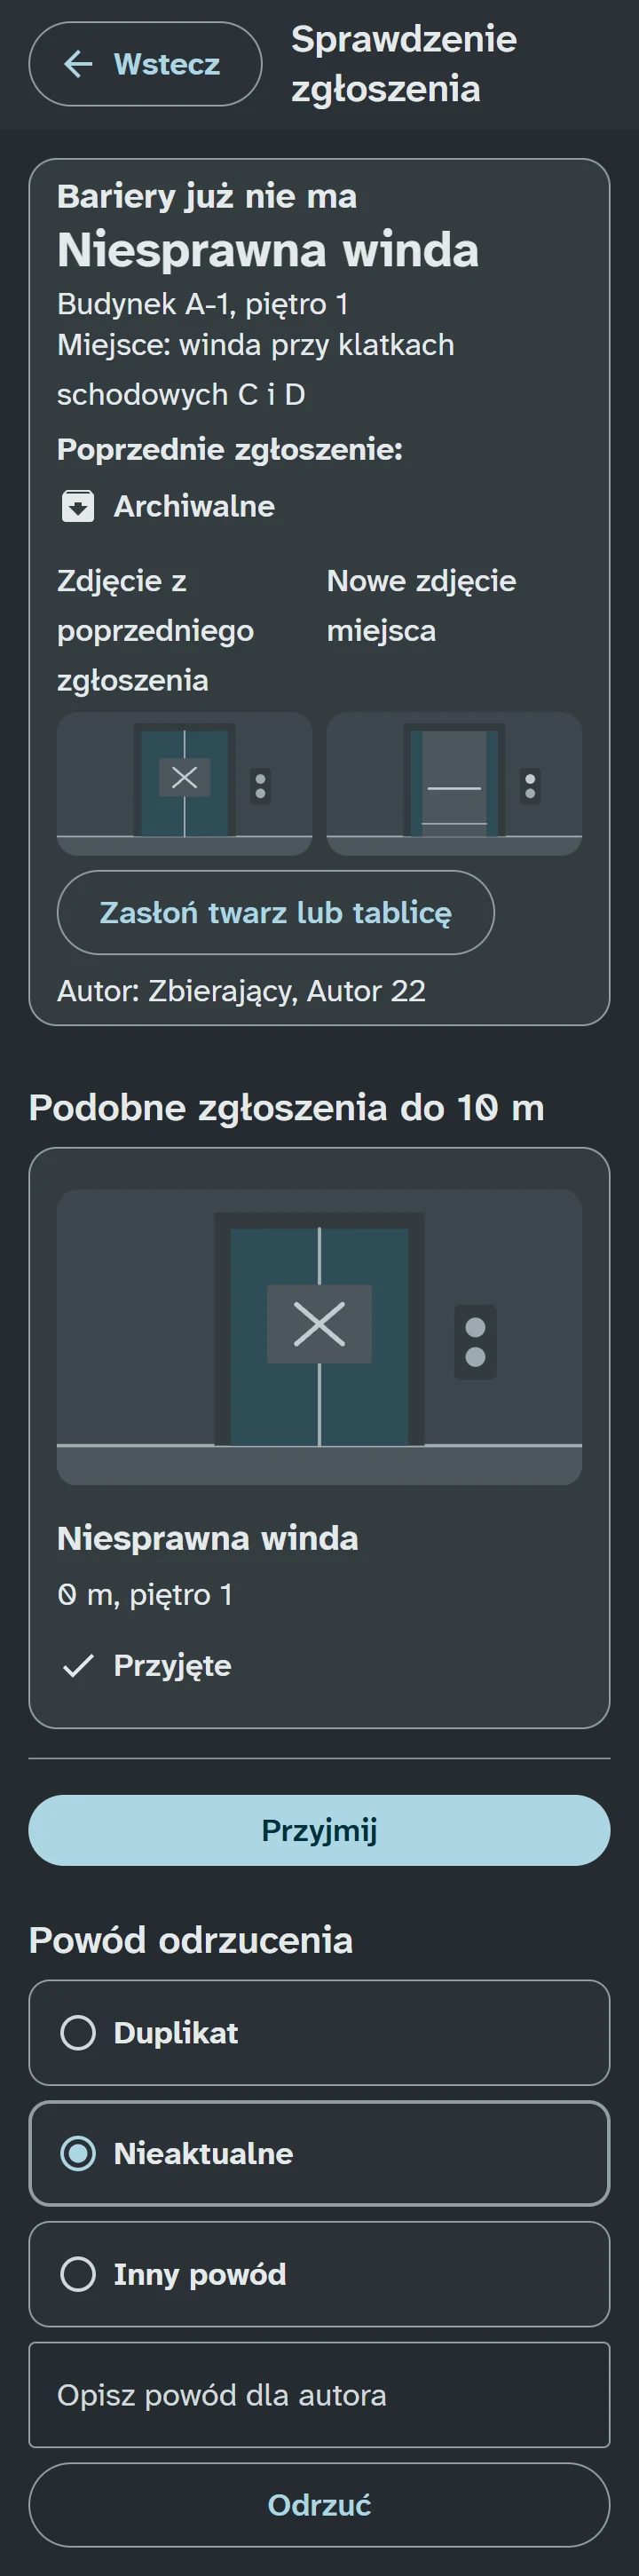 Wstecz
Sprawdzenie
zgłoszenia
Bariery już nie ma
Niesprawna winda
Budynek A-1, piętro 1
Miejsce: winda przy klatkach
schodowych C i D
Poprzednie zgłoszenie:
Archiwalne
Zdjęcie z
poprzedniego
zgłoszenia
Nowe zdjęcie
miejsca
Zasłoń twarz lub tablicę
Autor: Zbierający, Autor 22
Podobne zgłoszenia do 10 m
Niesprawna winda
0 m, piętro 1
Przyjęte
Przyjmij
Powód odrzucenia
Duplikat
Nieaktualne
Inny powód
Opisz powód dla autora
Odrzuć